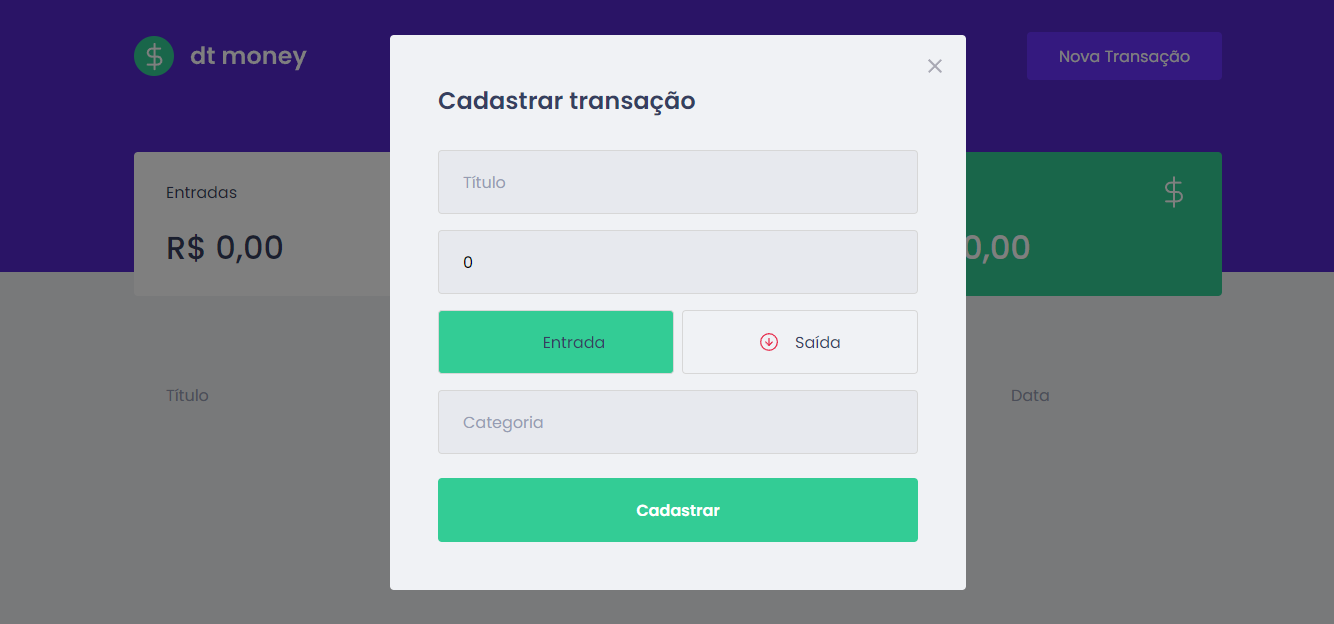 dt money
Nova Transação
Cadastrar transação
Entradas
R$ 0,00
0,00
Título
0
Entrada
Saída
Categoria
Cadastrar
Título
Data